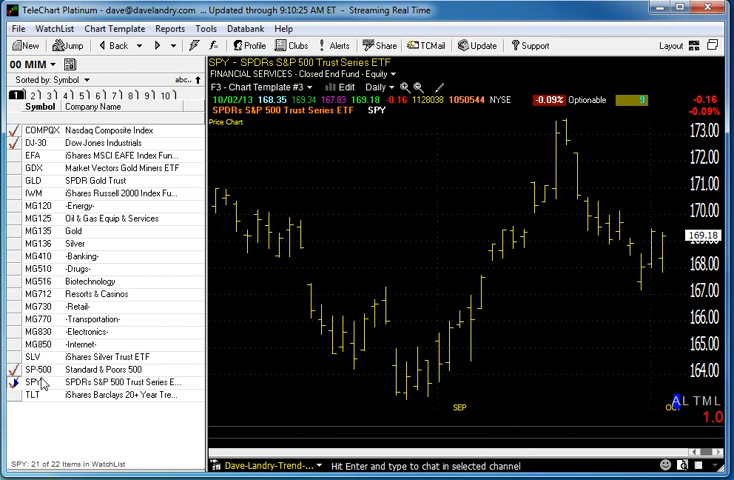 TeleChart Platinum - dave@davelandry.com ... Updated through 9:10:25 AM ET - Streaming Real Time
File WatchList Chart Template Reports Tools Databank Help
New Jump Back Profile Clubs Alerts Share TCMail Update Support Layout
00 MIM
Sorted by: Symbol abc..
1 2 3 4 5 6 7 8 9 10
Symbol Company Name
COMPQX Nasdaq Composite Index
DJ-30 Dow Jones Industrials
EFA iShares MSCI EAFE Index Fun...
GDX Market Vectors Gold Miners ETF
GLD SPDR Gold Trust
IWM iShares Russell 2000 Index Fu...
MG120 -Energy-
MG125 Oil & Gas Equip & Services
MG135 Gold
MG136 Silver
MG410 -Banking-
MG510 -Drugs-
MG516 Biotechnology
MG712 Resorts & Casinos
MG730 -Retail-
MG770 -Transportation-
MG830 -Electronics-
MG850 -Internet-
SLV iShares Silver Trust ETF
SP-500 Standard & Poors 500
SPY SPDRs S&P 500 Trust Series E...
TLT iShares Barclays 20+ Year Tre...
SPY: 21 of 22 Items in WatchList
SPY - SPDRs S&P 500 Trust Series ETF
FINANCIAL SERVICES - Closed End Fund - Equity
F3 - Chart Template #3 Edit Daily
10/02/13 168.35 169.34 167.83 169.18 -0.16 1128038 1050544 NYSE -0.09% Optionable 9 -0.16
SPDRs S&P 500 Trust Series ETF SPY -0.09%
Price Chart
173.00
172.00
171.00
170.00
169.18
168.00
167.00
166.00
165.00
164.00
A L T M L
SEP
1.0
Dave-Landry-Trend-... Hit Enter and type to chat in selected channel